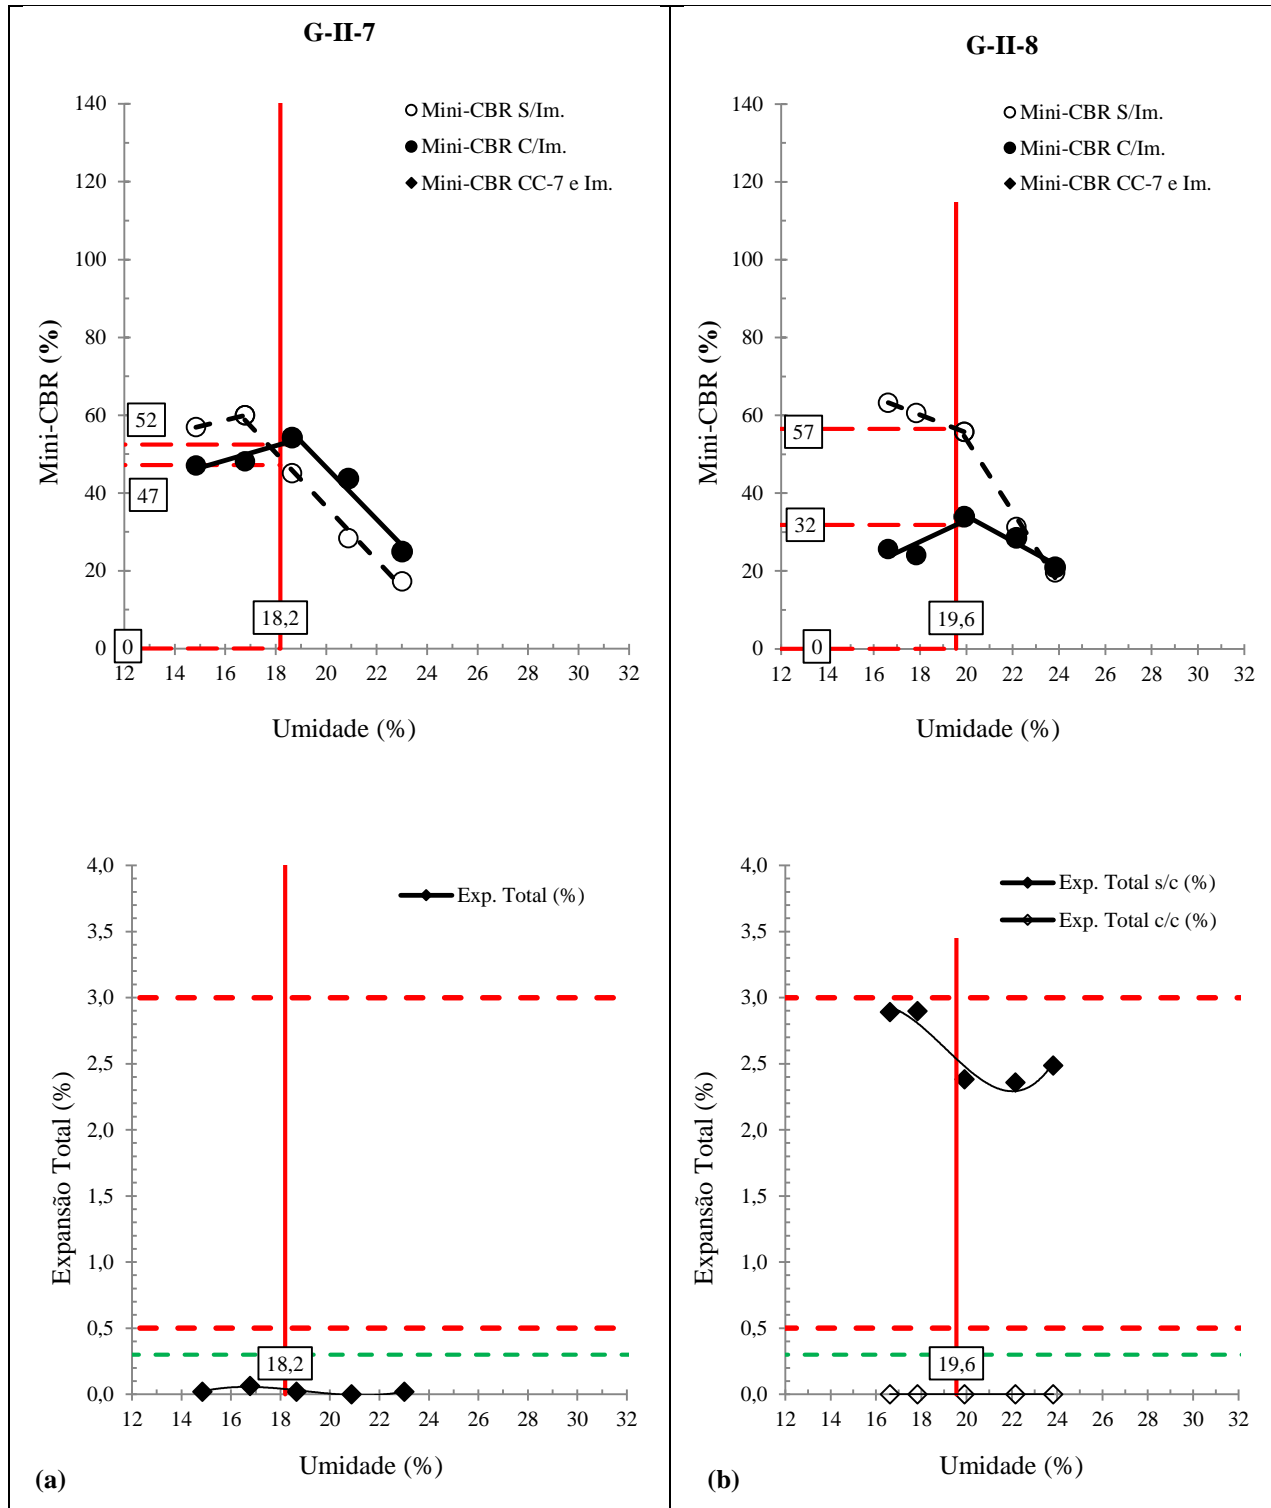 G-II-7
140
120
100
80
60
40
20
0
12 14 16 18 20 22 24 26 28 30 32
Mini-CBR (%)
Umidade (%)
Mini-CBR S/Im.
Mini-CBR C/Im.
Mini-CBR CC-7 e Im.
52
47
0
18,2
G-II-8
140
120
100
80
60
40
20
0
12 14 16 18 20 22 24 26 28 30 32
Mini-CBR (%)
Umidade (%)
Mini-CBR S/Im.
Mini-CBR C/Im.
Mini-CBR CC-7 e Im.
57
32
0
19,6
4,0
3,5
3,0
2,5
2,0
1,5
1,0
0,5
0,0
12 14 16 18 20 22 24 26 28 30 32
Expansão Total (%)
Umidade (%)
Exp. Total (%)
18,2
(a)
4,0
3,5
3,0
2,5
2,0
1,5
1,0
0,5
0,0
12 14 16 18 20 22 24 26 28 30 32
Expansão Total (%)
Umidade (%)
Exp. Total s/c (%)
Exp. Total c/c (%)
19,6
(b)